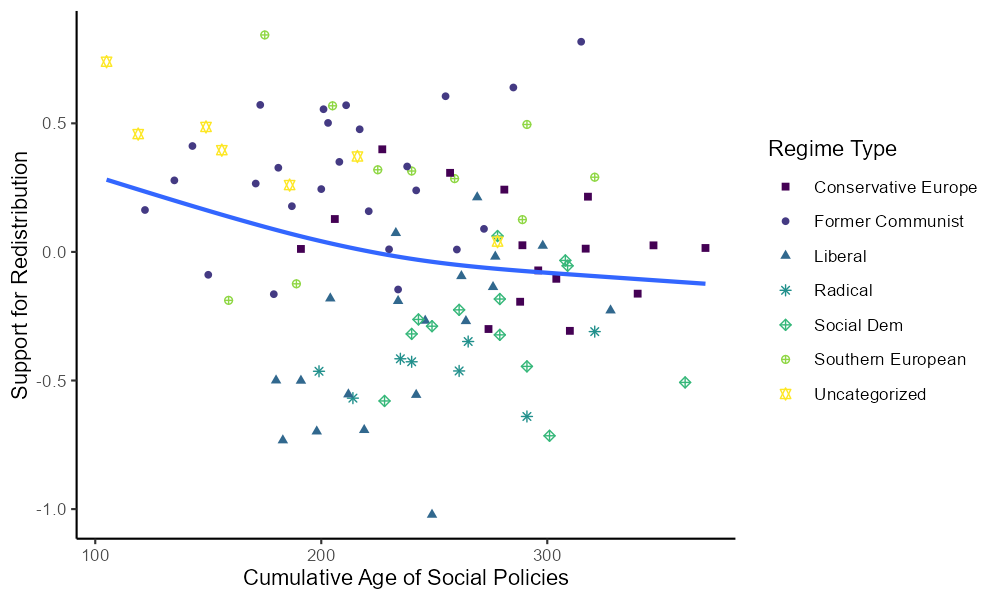 Support for Redistribution
0.5
0.0
-0.5
-1.0
100
200
300
Cumulative Age of Social Policies
Regime Type
Conservative Europe
Former Communist
Liberal
Radical
Social Dem
Southern European
Uncategorized